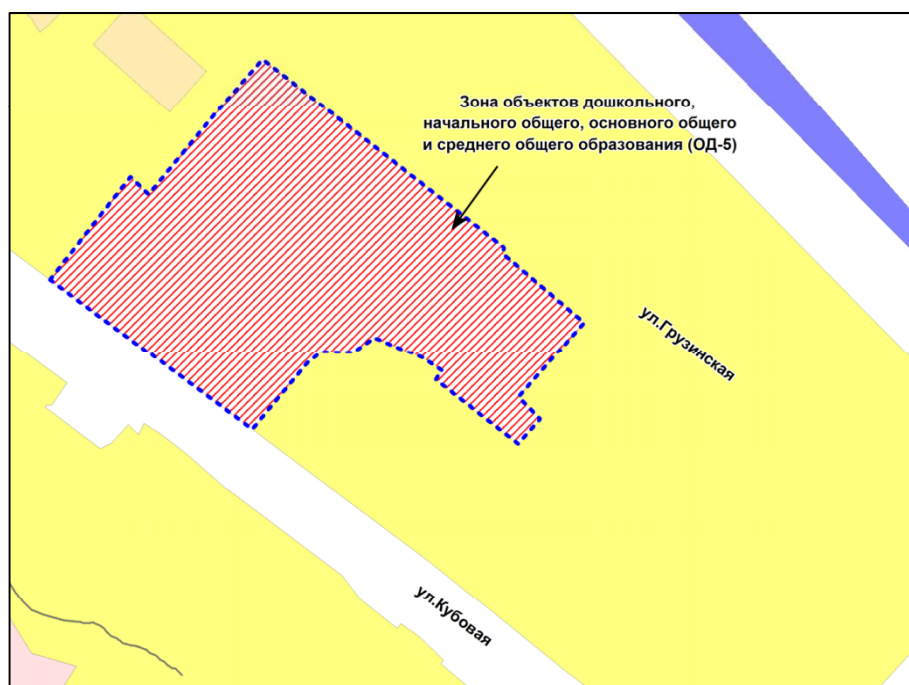 Зона объектов дошкольного,
начального общего, основного общего
и среднего общего образования (ОД-5)
ул.Грузинская
ул.Кубовая